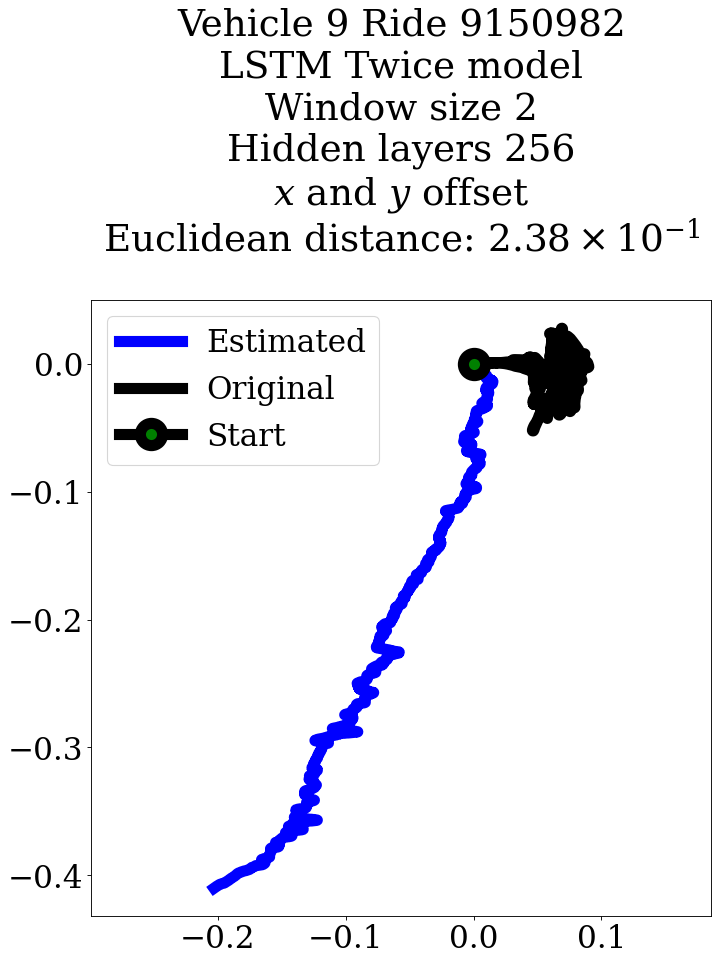 Vehicle 9 Ride 9150982
LSTM Twice model
Window size 2
Hidden layers 256
x and y offset
Euclidean distance: 2.38 × 10⁻¹
Estimated
Original
Start
0.0
−0.1
−0.2
−0.3
−0.4
−0.2 −0.1 0.0 0.1